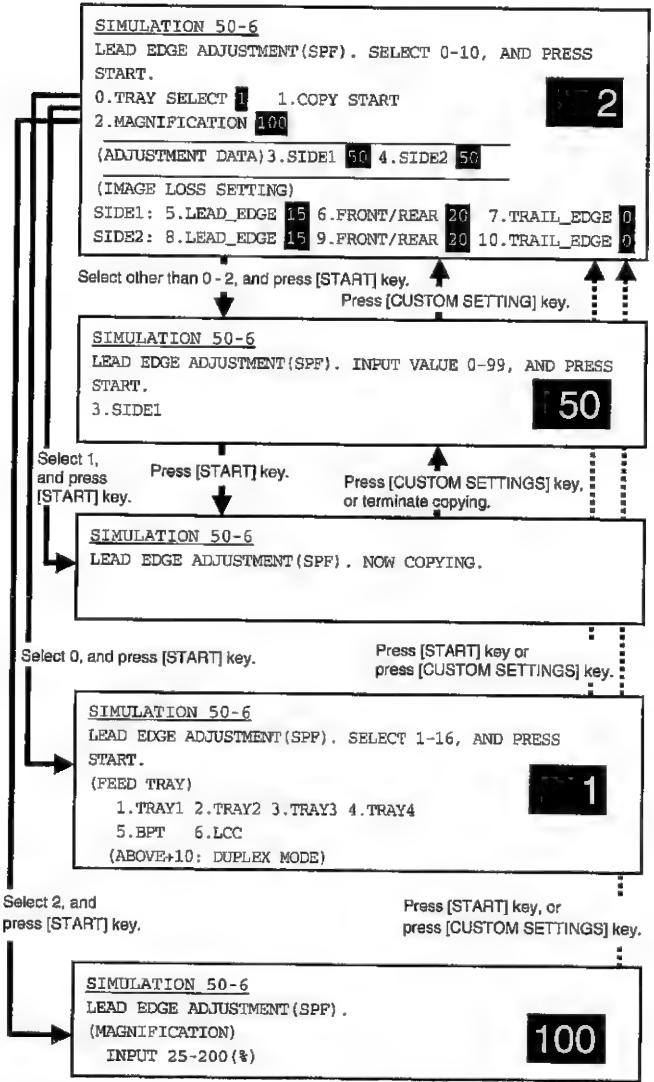 SIMULATION 50-6
LEAD EDGE ADJUSTMENT(SPF). SELECT 0-10, AND PRESS
START.
0.TRAY SELECT 1 1.COPY START
2
2.MAGNIFICATION 100
(ADJUSTMENT DATA)3.SIDE1 50 4.SIDE2 50
(IMAGE LOSS SETTING)
SIDE1: 5.LEAD_EDGE 15 6.FRONT/REAR 20 7.TRAIL_EDGE 0
SIDE2: 8.LEAD_EDGE 15 9.FRONT/REAR 20 10.TRAIL_EDGE 0
Select other than 0 - 2, and press [START] key.
Press [CUSTOM SETTING] key.
SIMULATION 50-6
LEAD EDGE ADJUSTMENT(SPF). INPUT VALUE 0-99, AND PRESS
START.
3.SIDE1
50
Select 1,
and press
[START] key.
Press [START] key.
Press [CUSTOM SETTINGS] key,
or terminate copying.
SIMULATION 50-6
LEAD EDGE ADJUSTMENT(SPF). NOW COPYING.
Select 0, and press [START] key.
Press [START] key or
press [CUSTOM SETTINGS] key.
SIMULATION 50-6
LEAD EDGE ADJUSTMENT(SPF). SELECT 1-16, AND PRESS
START.
(FEED TRAY)
1
1.TRAY1 2.TRAY2 3.TRAY3 4.TRAY4
5.BPT 6.LCC
(ABOVE+10: DUPLEX MODE)
Select 2, and
press [START] key.
Press [START] key, or
press [CUSTOM SETTINGS] key.
SIMULATION 50-6
LEAD EDGE ADJUSTMENT(SPF).
(MAGNIFICATION)
INPUT 25-200(%)
100